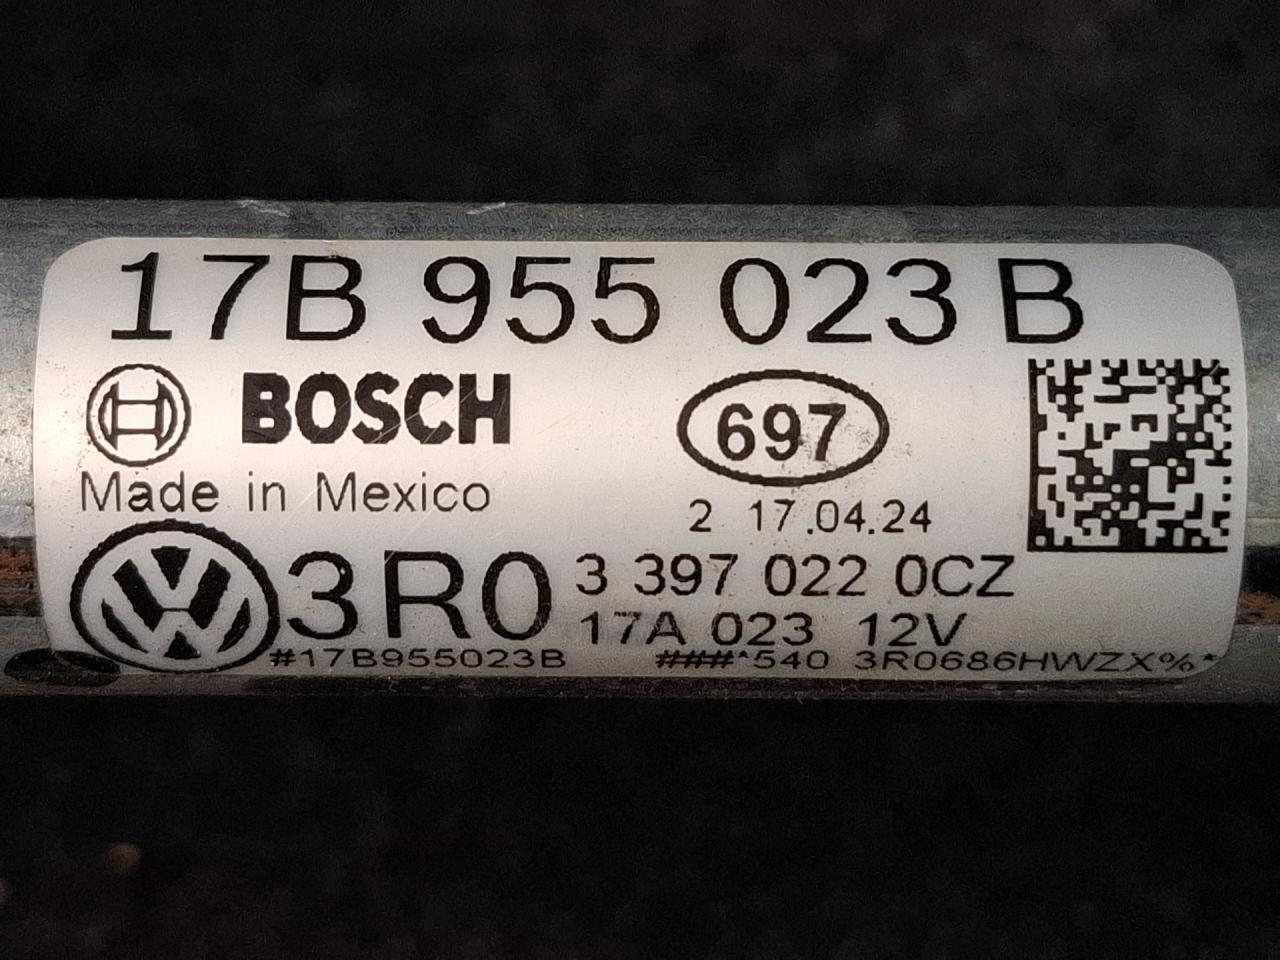 17B 955 023 B
BOSCH
697
Made in Mexico
2 17.04.24
3R0
3 397 022 0CZ
17A 023 12V
#17B955023B ###*540 3R0686HWZX%*